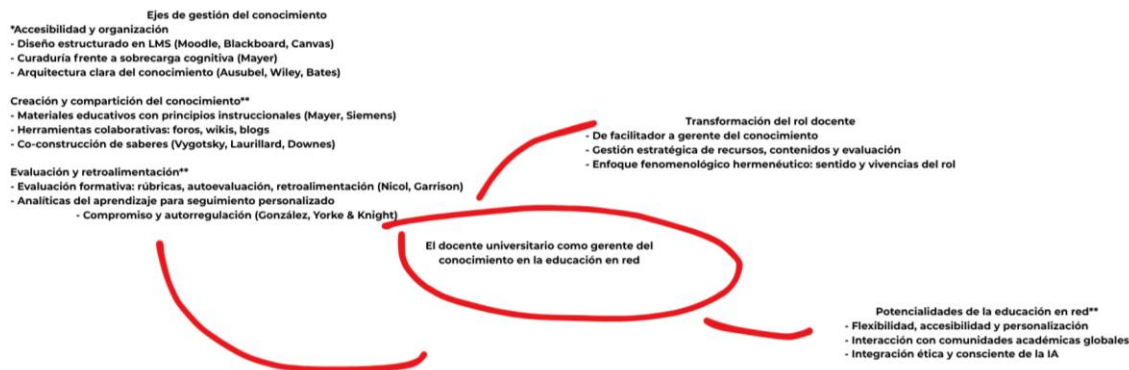 Ejes de gestión del conocimiento
*Accesibilidad y organización
- Diseño estructurado en LMS (Moodle, Blackboard, Canvas)
- Curaduría frente a sobrecarga cognitiva (Mayer)
- Arquitectura clara del conocimiento (Ausubel, Wiley, Bates)
Creación y compartición del conocimiento**
- Materiales educativos con principios instruccionales (Mayer, Siemens)
- Herramientas colaborativas: foros, wikis, blogs
- Co-construcción de saberes (Vygotsky, Laurillard, Downes)
Evaluación y retroalimentación**
- Evaluación formativa: rúbricas, autoevaluación, retroalimentación (Nicol, Garrison)
- Analíticas del aprendizaje para seguimiento personalizado
- Compromiso y autorregulación (González, Yorke & Knight)
Transformación del rol docente
- De facilitador a gerente del conocimiento
- Gestión estratégica de recursos, contenidos y evaluación
- Enfoque fenomenológico hermenéutico: sentido y vivencias del rol
El docente universitario como gerente del
conocimiento en la educación en red
Potencialidades de la educación en red**
- Flexibilidad, accesibilidad y personalización
- Interacción con comunidades académicas globales
- Integración ética y consciente de la IA